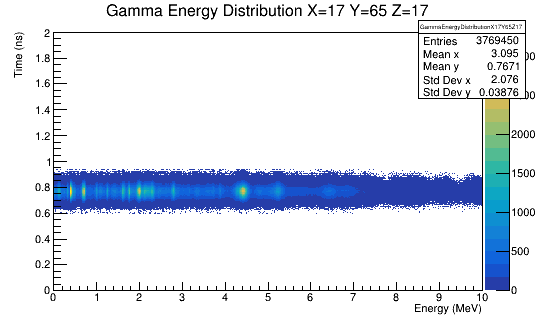 Gamma Energy Distribution X=17 Y=65 Z=17
GammaEnergyDistributionX17Y65Z17
Entries 3769450
Mean x 3.095
Mean y 0.7671
Std Dev x 2.076
Std Dev y 0.03876
Time (ns)
2
1.8
1.6
1.4
1.2
1
0.8
0.6
0.4
0.2
0
0 1 2 3 4 5 6 7 8 9 10
Energy (MeV)
2000
1500
1000
500
0